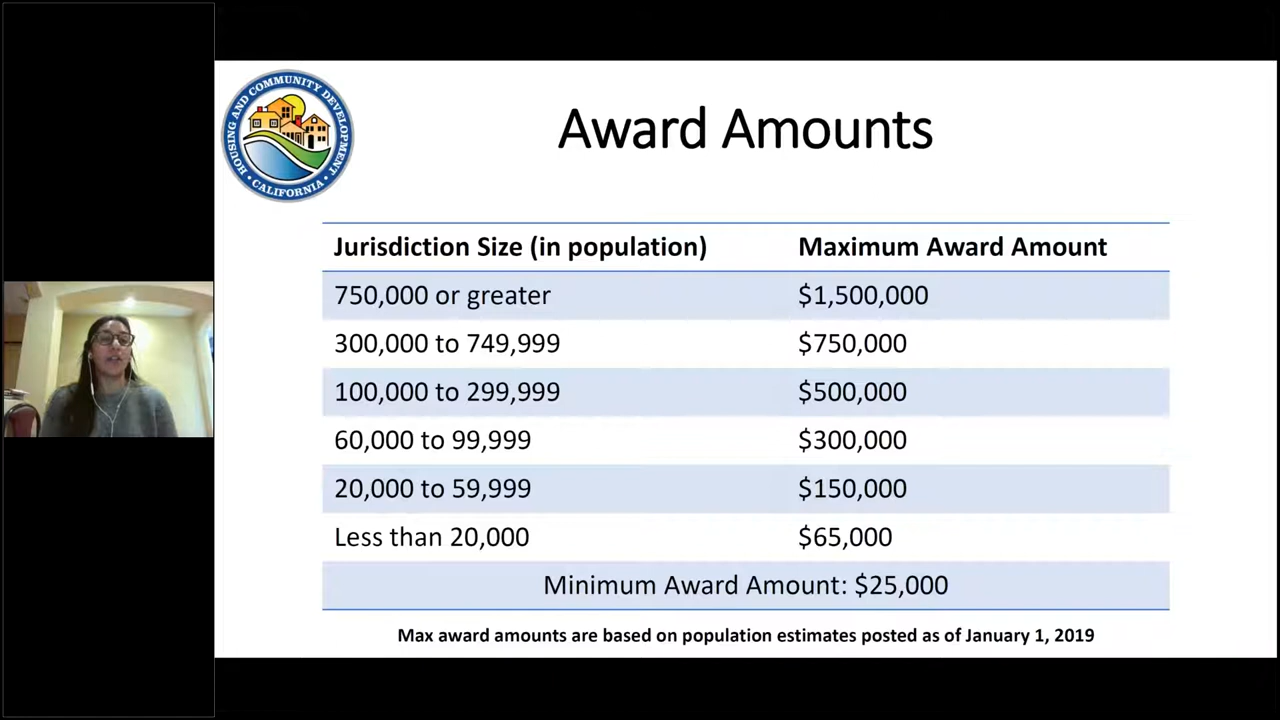 HOUSING AND COMMUNITY DEVELOPMENT
• CALIFORNIA •
Award Amounts
Jurisdiction Size (in population) Maximum Award Amount
750,000 or greater $1,500,000
300,000 to 749,999 $750,000
100,000 to 299,999 $500,000
60,000 to 99,999 $300,000
20,000 to 59,999 $150,000
Less than 20,000 $65,000
Minimum Award Amount: $25,000
Max award amounts are based on population estimates posted as of January 1, 2019